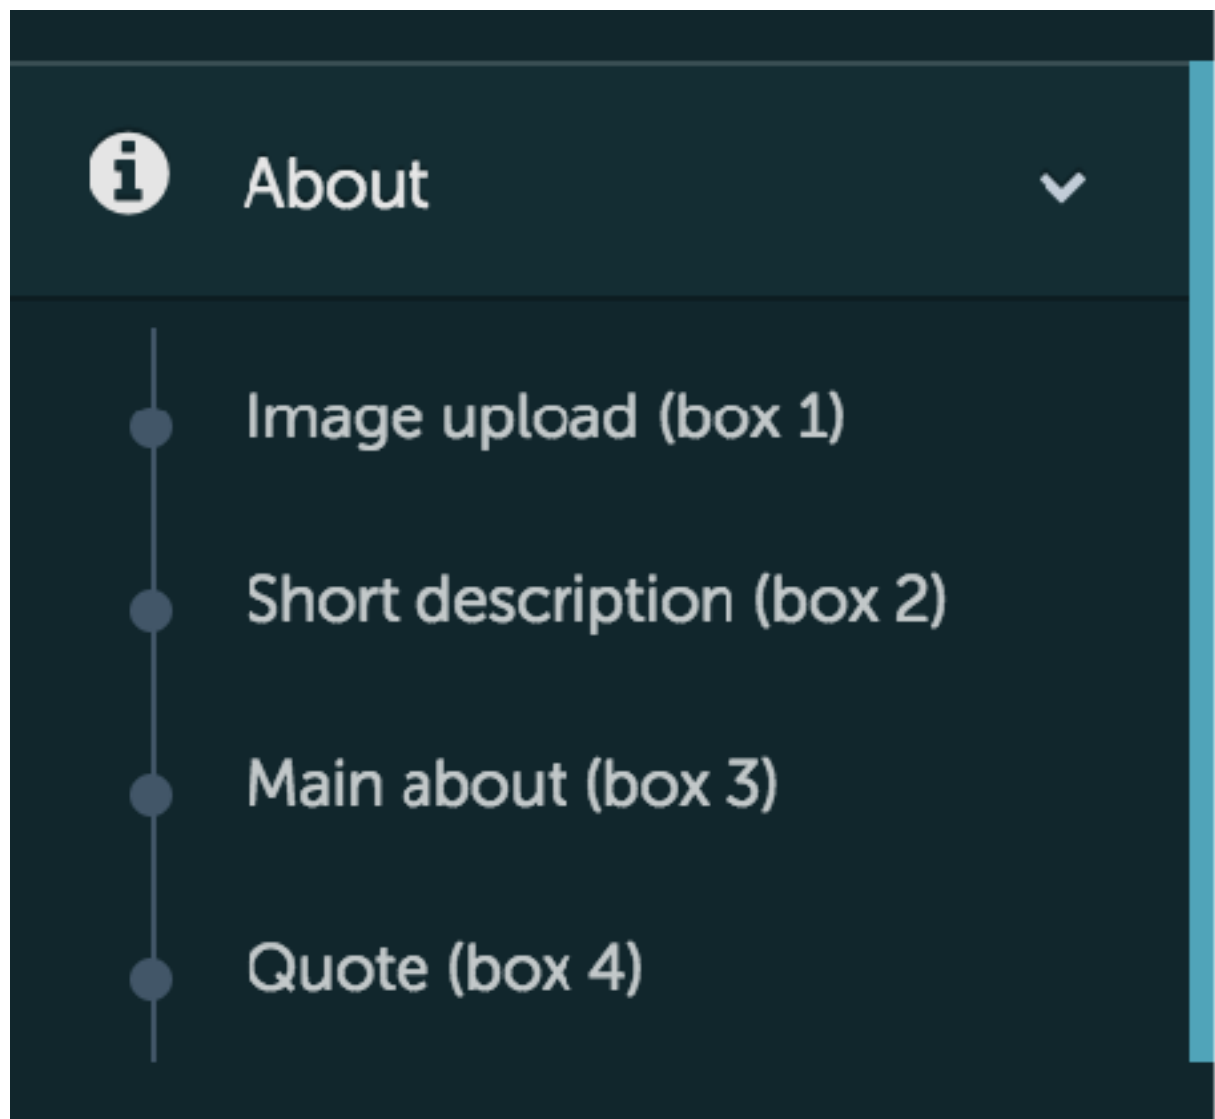 About
Image upload (box 1)
Short description (box 2)
Main about (box 3)
Quote (box 4)